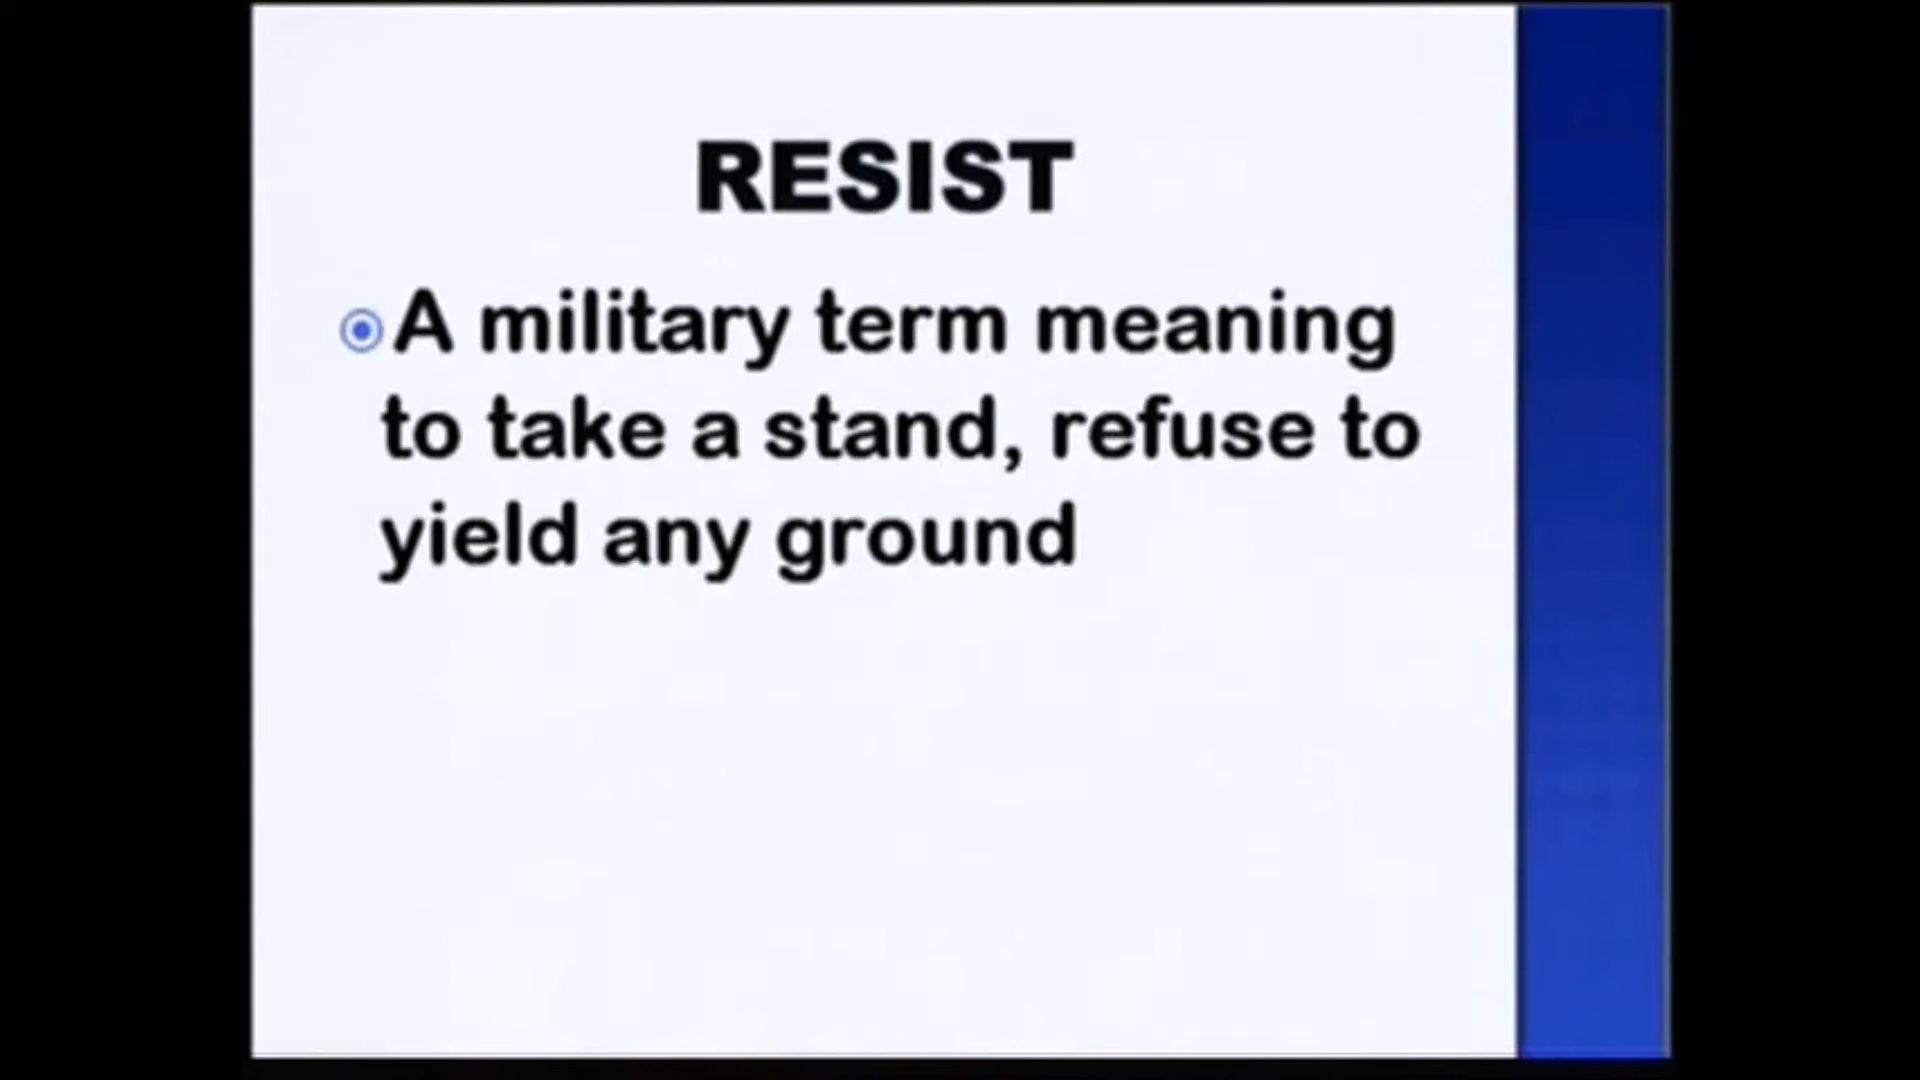 RESIST
A military term meaning
to take a stand, refuse to
yield any ground